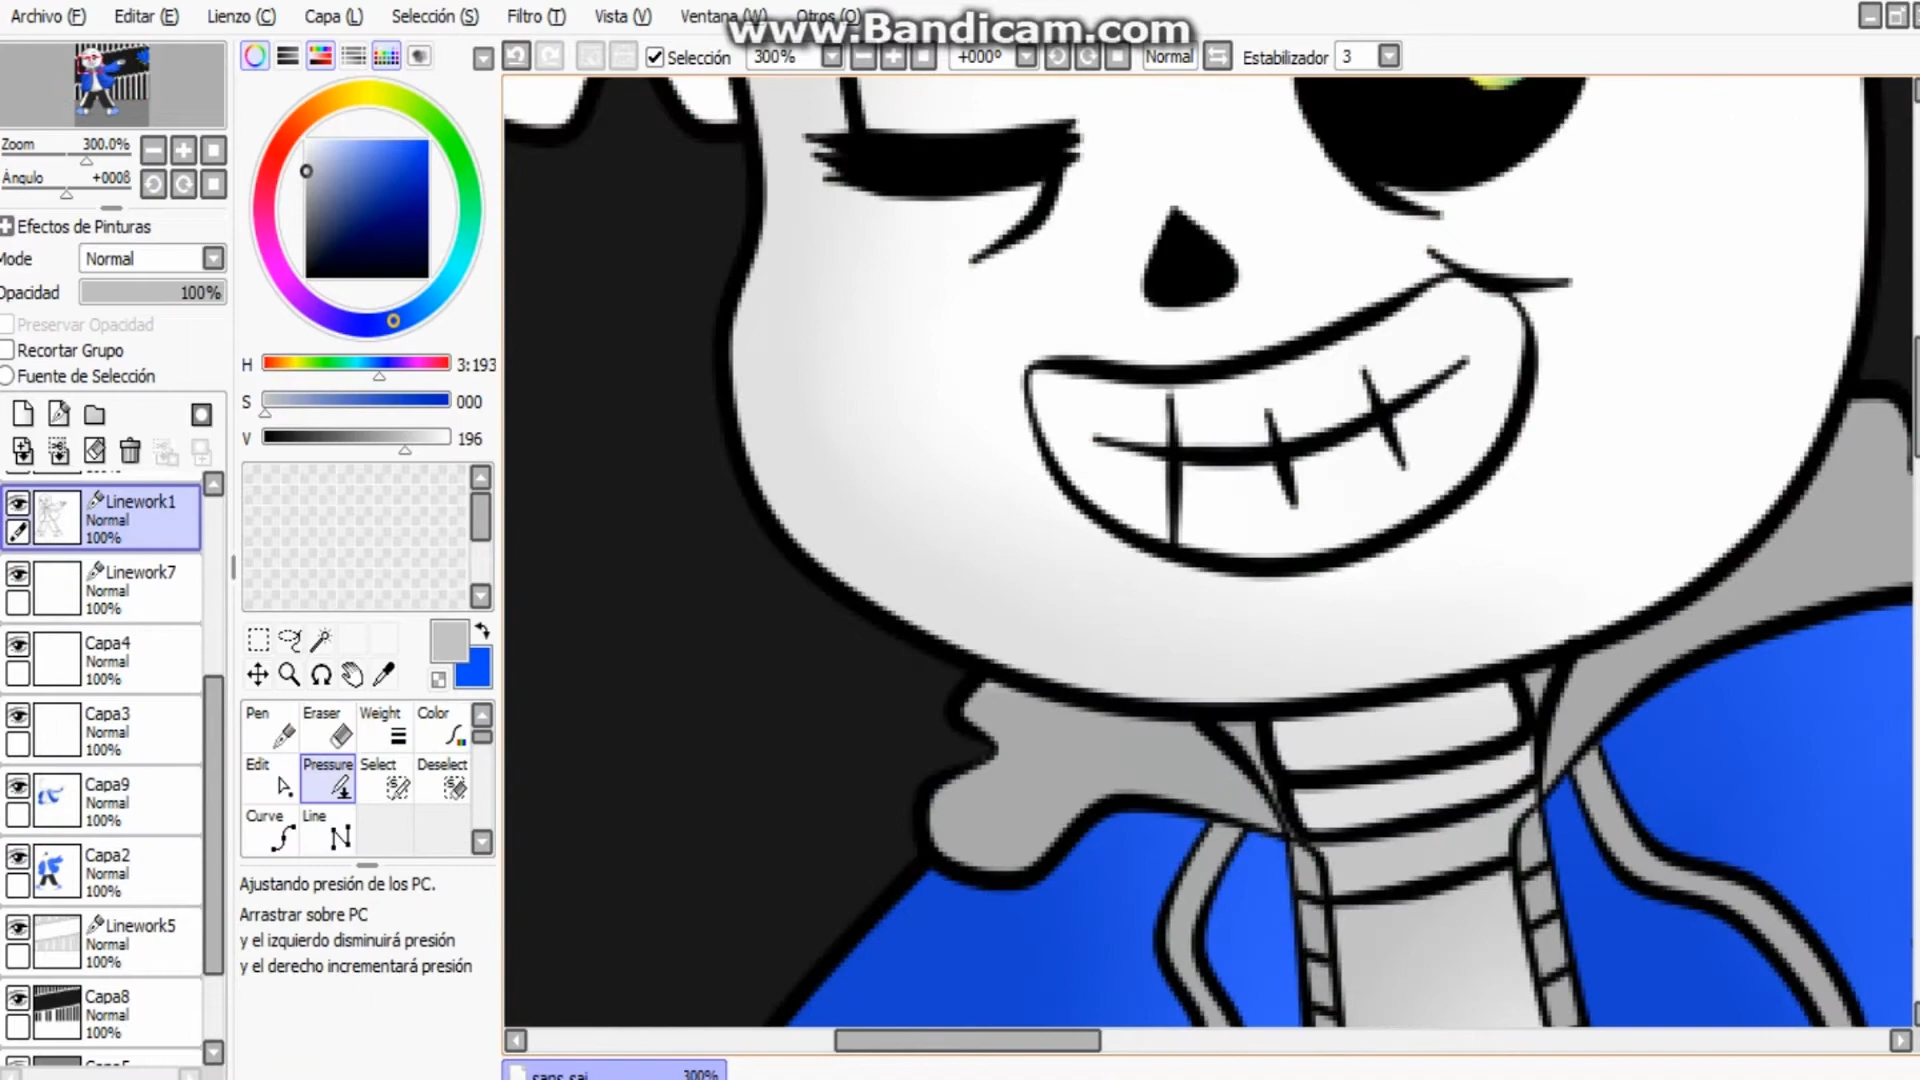 Archivo (F) Editar (E) Lienzo (C) Capa (L) Selección (S) Filtro (T) Vista (V) Ventana (W) Otros (O)
www.Bandicam.com
Selección 300% +000º Normal Estabilizador 3
Zoom 300.0%
Àngulo +000ß
Efectos de Pinturas
Mode Normal
Opacidad 100%
Preservar Opacidad
Recortar Grupo
Fuente de Selección
H 3:193
S 000
V 196
Linework1
Normal
100%
Linework7
Normal
100%
Capa4
Normal
100%
Capa3
Normal
100%
Capa9
Normal
100%
Capa2
Normal
100%
Linework5
Normal
100%
Capa8
Normal
100%
Pen Eraser Weight Color
Edit Pressure Select Deselect
Curve Line
Ajustando presión de los PC.
Arrastrar sobre PC
y el izquierdo disminuirá presión
y el derecho incrementará presión
sans.sai 300%